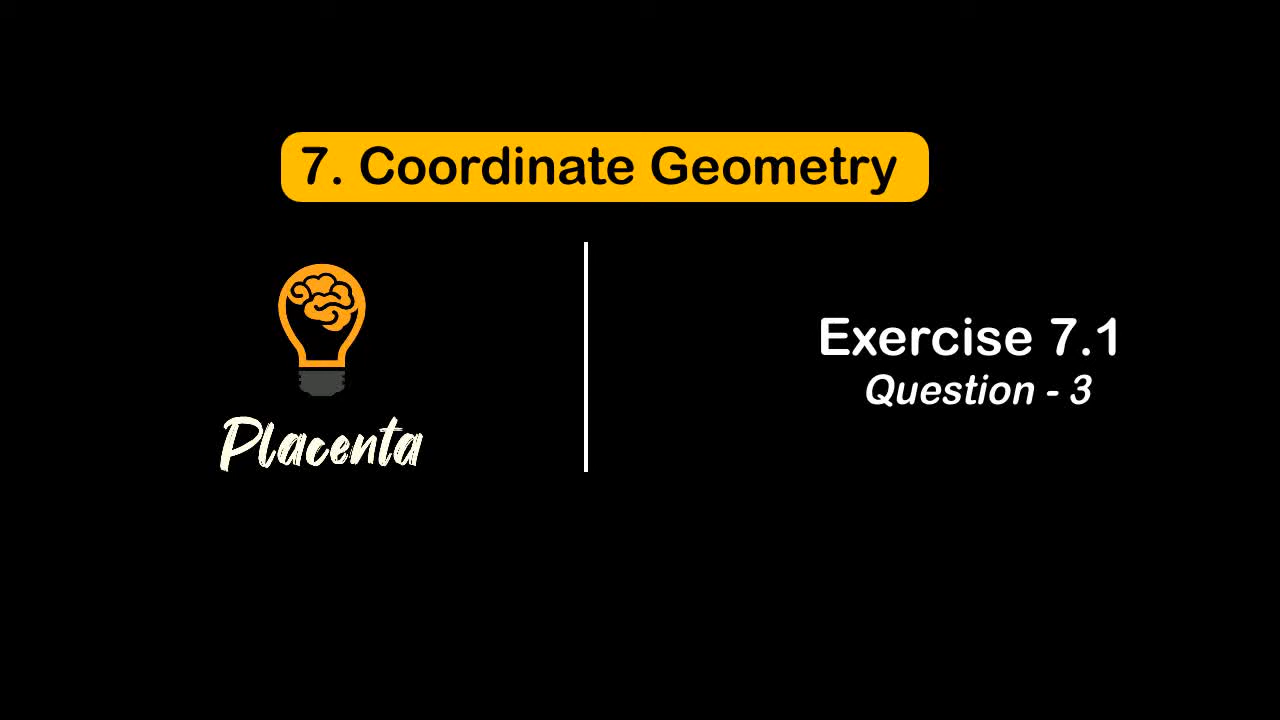 7. Coordinate Geometry
Placenta
Exercise 7.1
Question - 3